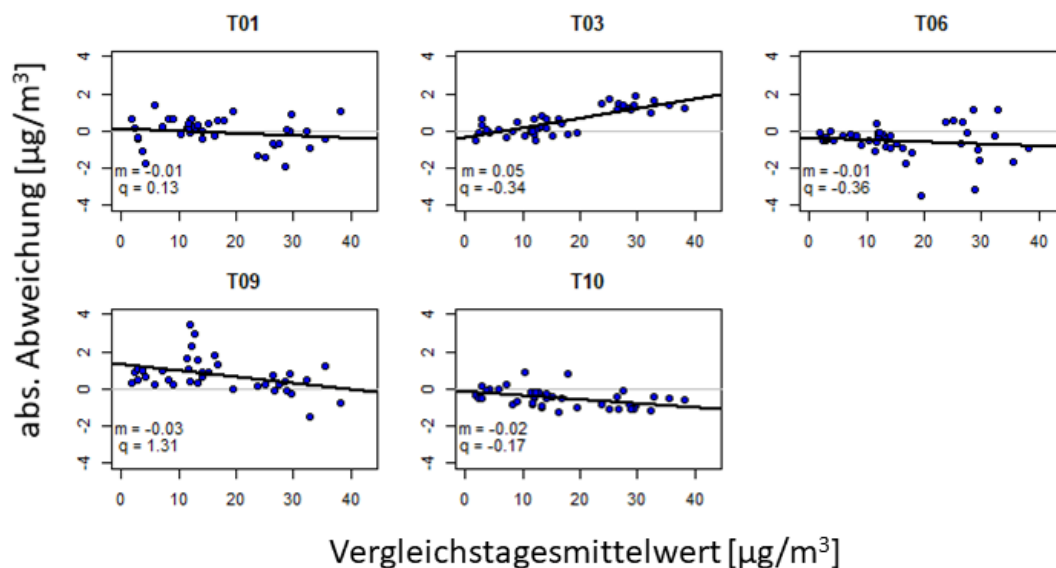 T01
T03
T06
4
2
0
-2
-4
m = -0.01
q = 0.13
0 10 20 30 40
4
2
0
-2
-4
m = 0.05
q = -0.34
0 10 20 30 40
4
2
0
-2
-4
m = -0.01
q = -0.36
0 10 20 30 40
T09
T10
4
2
0
-2
-4
m = -0.03
q = 1.31
0 10 20 30 40
4
2
0
-2
-4
m = -0.02
q = -0.17
0 10 20 30 40
abs. Abweichung [µg/m³]
Vergleichstagesmittelwert [µg/m³]